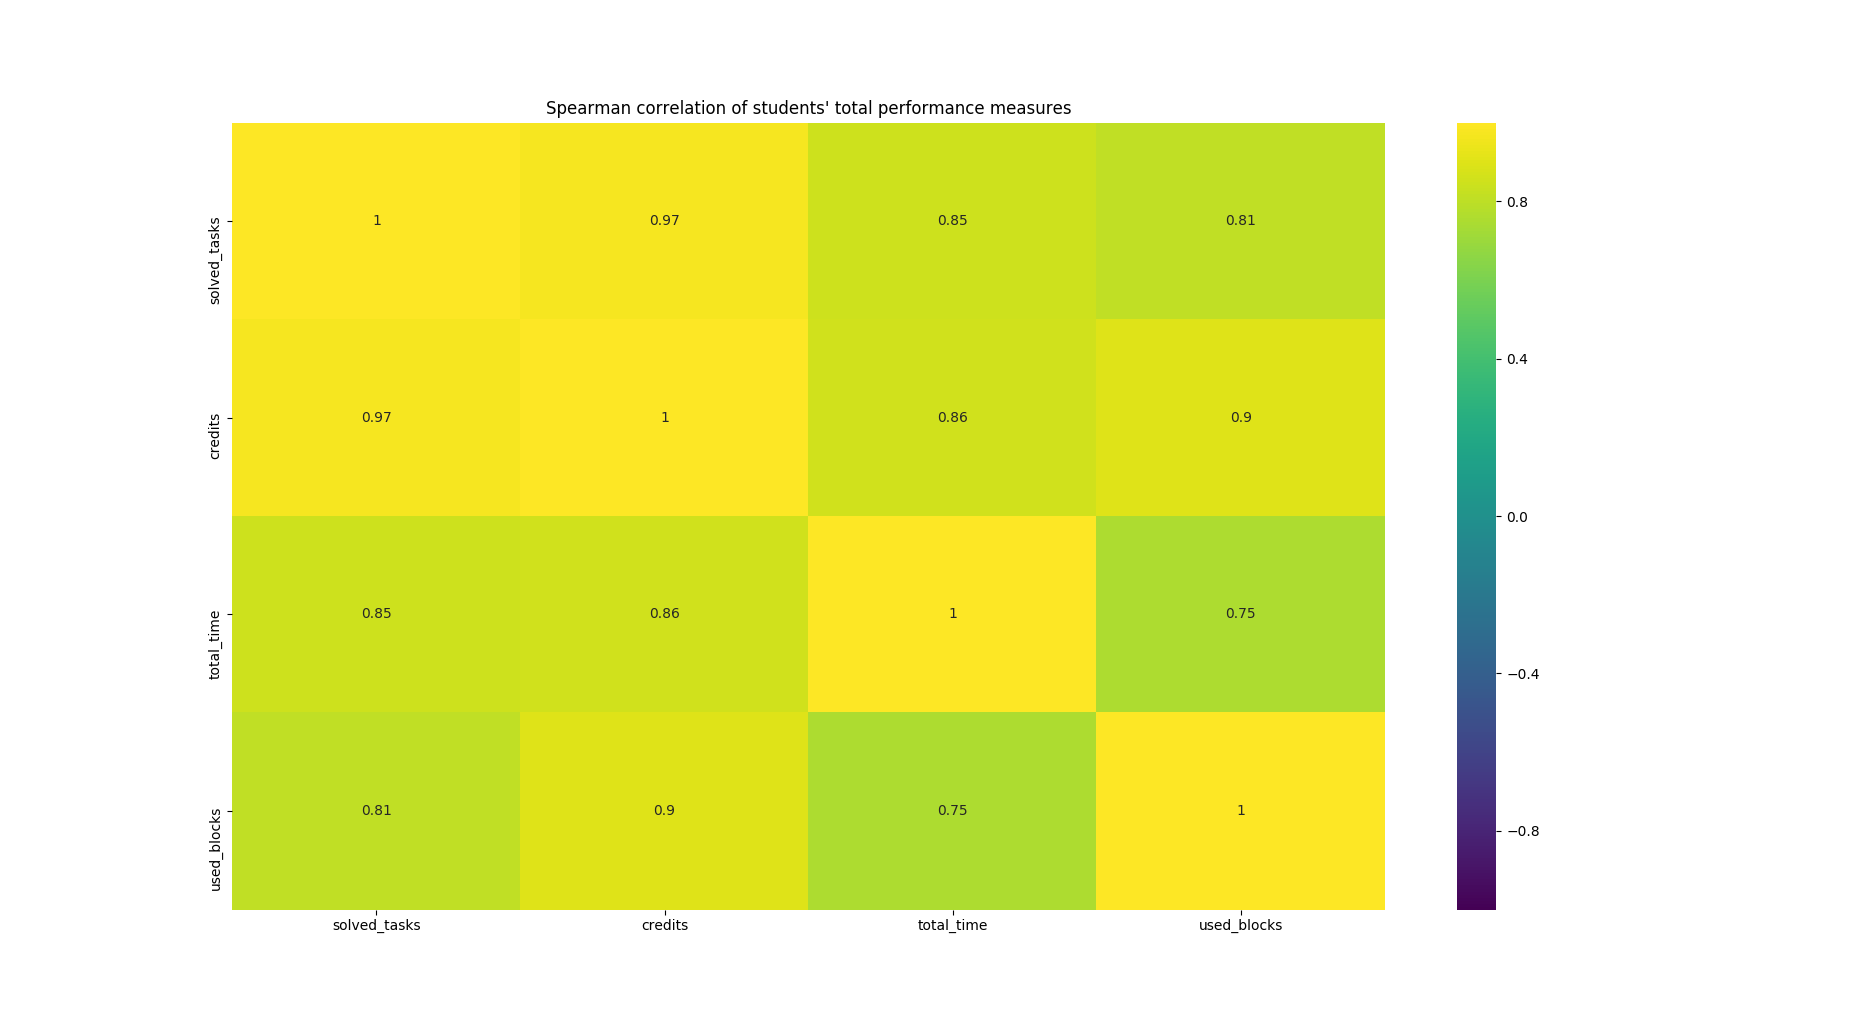 Spearman correlation of students' total performance measures
solved_tasks
1
0.97
0.85
0.81
credits
0.97
1
0.86
0.9
total_time
0.85
0.86
1
0.75
used_blocks
0.81
0.9
0.75
1
solved_tasks
credits
total_time
used_blocks
0.8
0.4
0.0
−0.4
−0.8